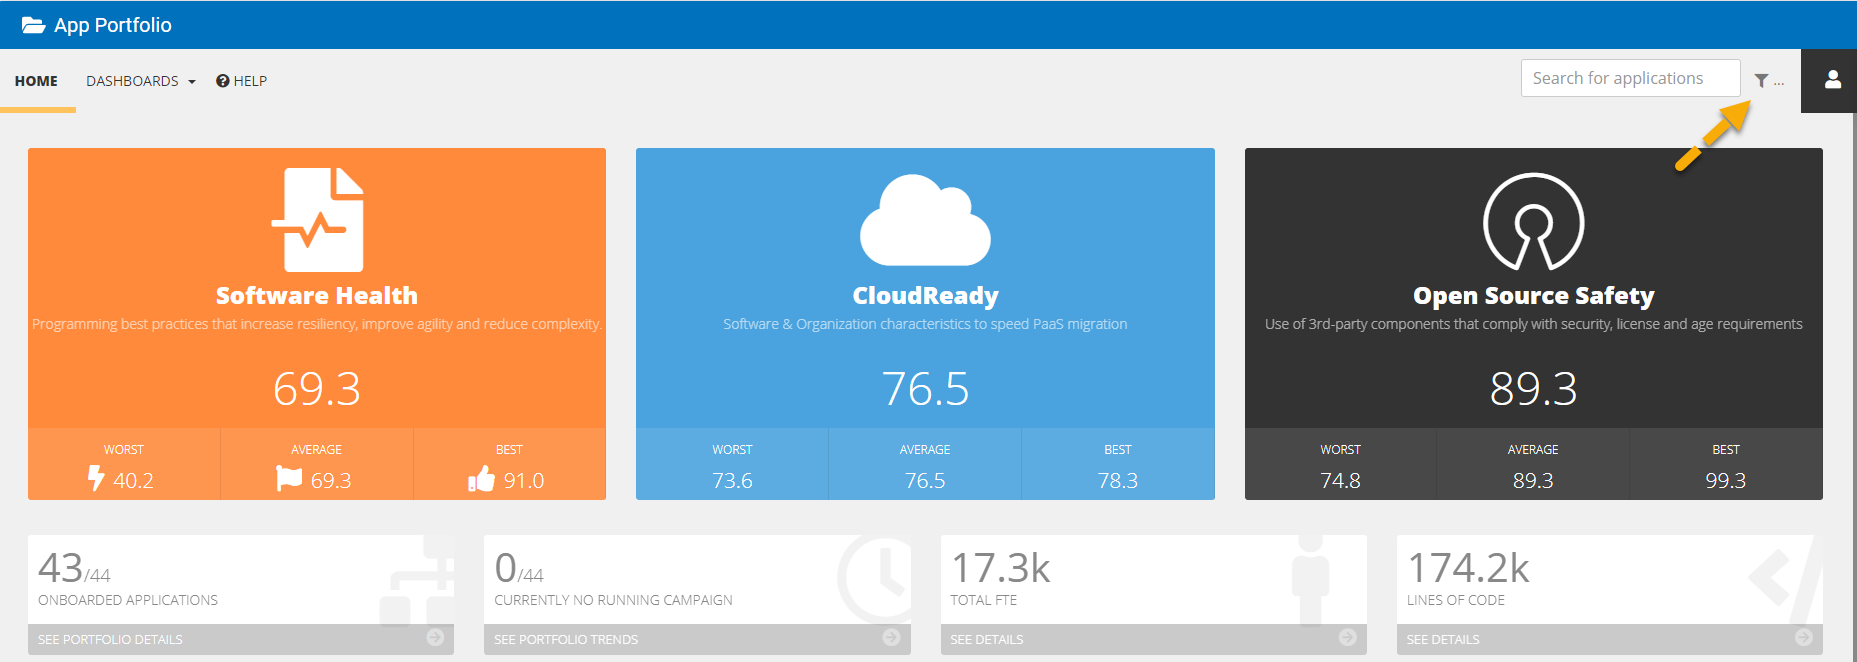 App Portfolio
HOME DASHBOARDS HELP
Search for applications
...
Software Health
Programming best practices that increase resiliency, improve agility and reduce complexity.
69.3
WORST AVERAGE BEST
40.2 69.3 91.0
CloudReady
Software & Organization characteristics to speed PaaS migration
76.5
WORST AVERAGE BEST
73.6 76.5 78.3
Open Source Safety
Use of 3rd-party components that comply with security, license and age requirements
89.3
WORST AVERAGE BEST
74.8 89.3 99.3
43/44
ONBOARDED APPLICATIONS
SEE PORTFOLIO DETAILS
0/44
CURRENTLY NO RUNNING CAMPAIGN
SEE PORTFOLIO TRENDS
17.3k
TOTAL FTE
SEE DETAILS
174.2k
LINES OF CODE
SEE DETAILS